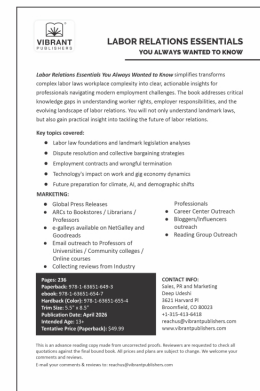 VIBRANT
PUBLISHERS
LABOR RELATIONS ESSENTIALS
YOU ALWAYS WANTED TO KNOW
Labor Relations Essentials You Always Wanted to Know simplifies transforms
complex labor laws workplace complexity into clear, actionable insights for
professionals navigating modern employment challenges. The book addresses critical
knowledge gaps in understanding worker rights, employer responsibilities, and the
evolving landscape of labor relations. You will not only understand landmark laws,
but also gain practical insight into tackling the future of labor relations.
Key topics covered:
● Labor law foundations and landmark legislation analyses
● Dispute resolution and collective bargaining strategies
● Employment contracts and wrongful termination
● Technology's impact on work and gig economy dynamics
● Future preparation for climate, AI, and demographic shifts
MARKETING:
● Global Press Releases
● ARCs to Bookstores / Librarians /
Professors
● e-galleys available on NetGalley and
Goodreads
● Email outreach to Professors of
Universities / Community colleges /
Online courses
● Collecting reviews from Industry
Professionals
● Career Center Outreach
● Bloggers/Influencers
outreach
● Reading Group Outreach
Pages: 236
Paperback: 978-1-63651-649-3
ebook: 978-1-63651-654-7
Hardback (Color): 978-1-63651-655-4
Trim Size: 5.5" x 8.5"
Publication Date: April 2026
Intended Age: 13+
Tentative Price (Paperback): $49.99
CONTACT INFO:
Sales, PR and Marketing
Deep Udeshi
3621 Harvard Pl
Broomfield, CO 80023
+1-315-413-6418
reachus@vibrantpublishers.com
www.vibrantpublishers.com
This is an advance reading copy made from uncorrected proofs. Reviewers are requested to check all
quotations against the final bound book. All prices and plans are subject to change. We welcome your
comments and reviews.
E-mail your comments & reviews to: reachus@vibrantpublishers.com